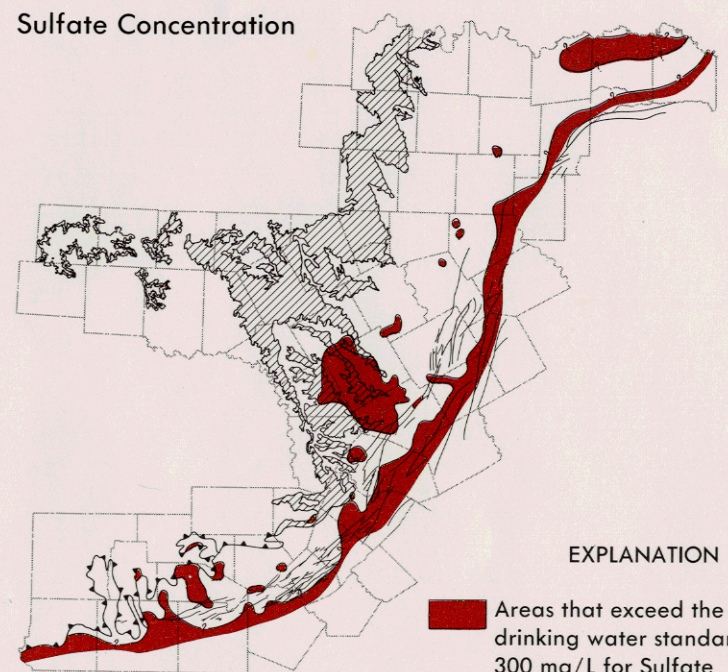 Sulfate Concentration
EXPLANATION
Areas that exceed the
drinking water standar
300 mg/L for Sulfate